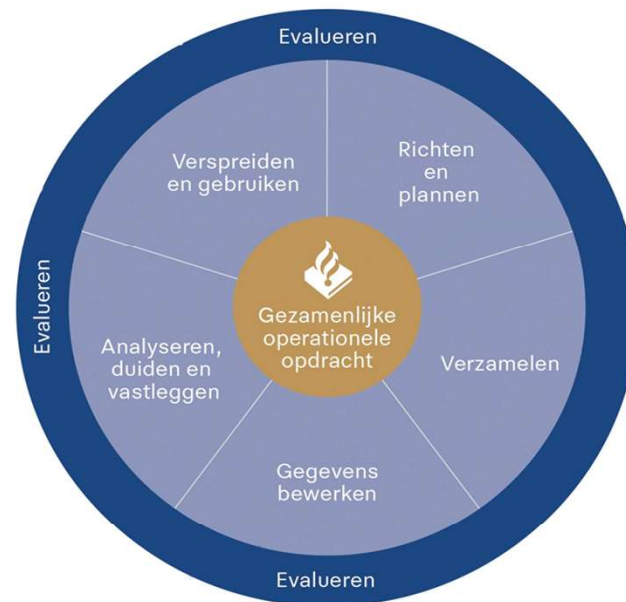 Evalueren
Richten
en
plannen
Verzamelen
Gegevens
bewerken
Analyseren,
duiden en
vastleggen
Verspreiden
en gebruiken
Gezamenlijke
operationele
opdracht
Evalueren
Evalueren